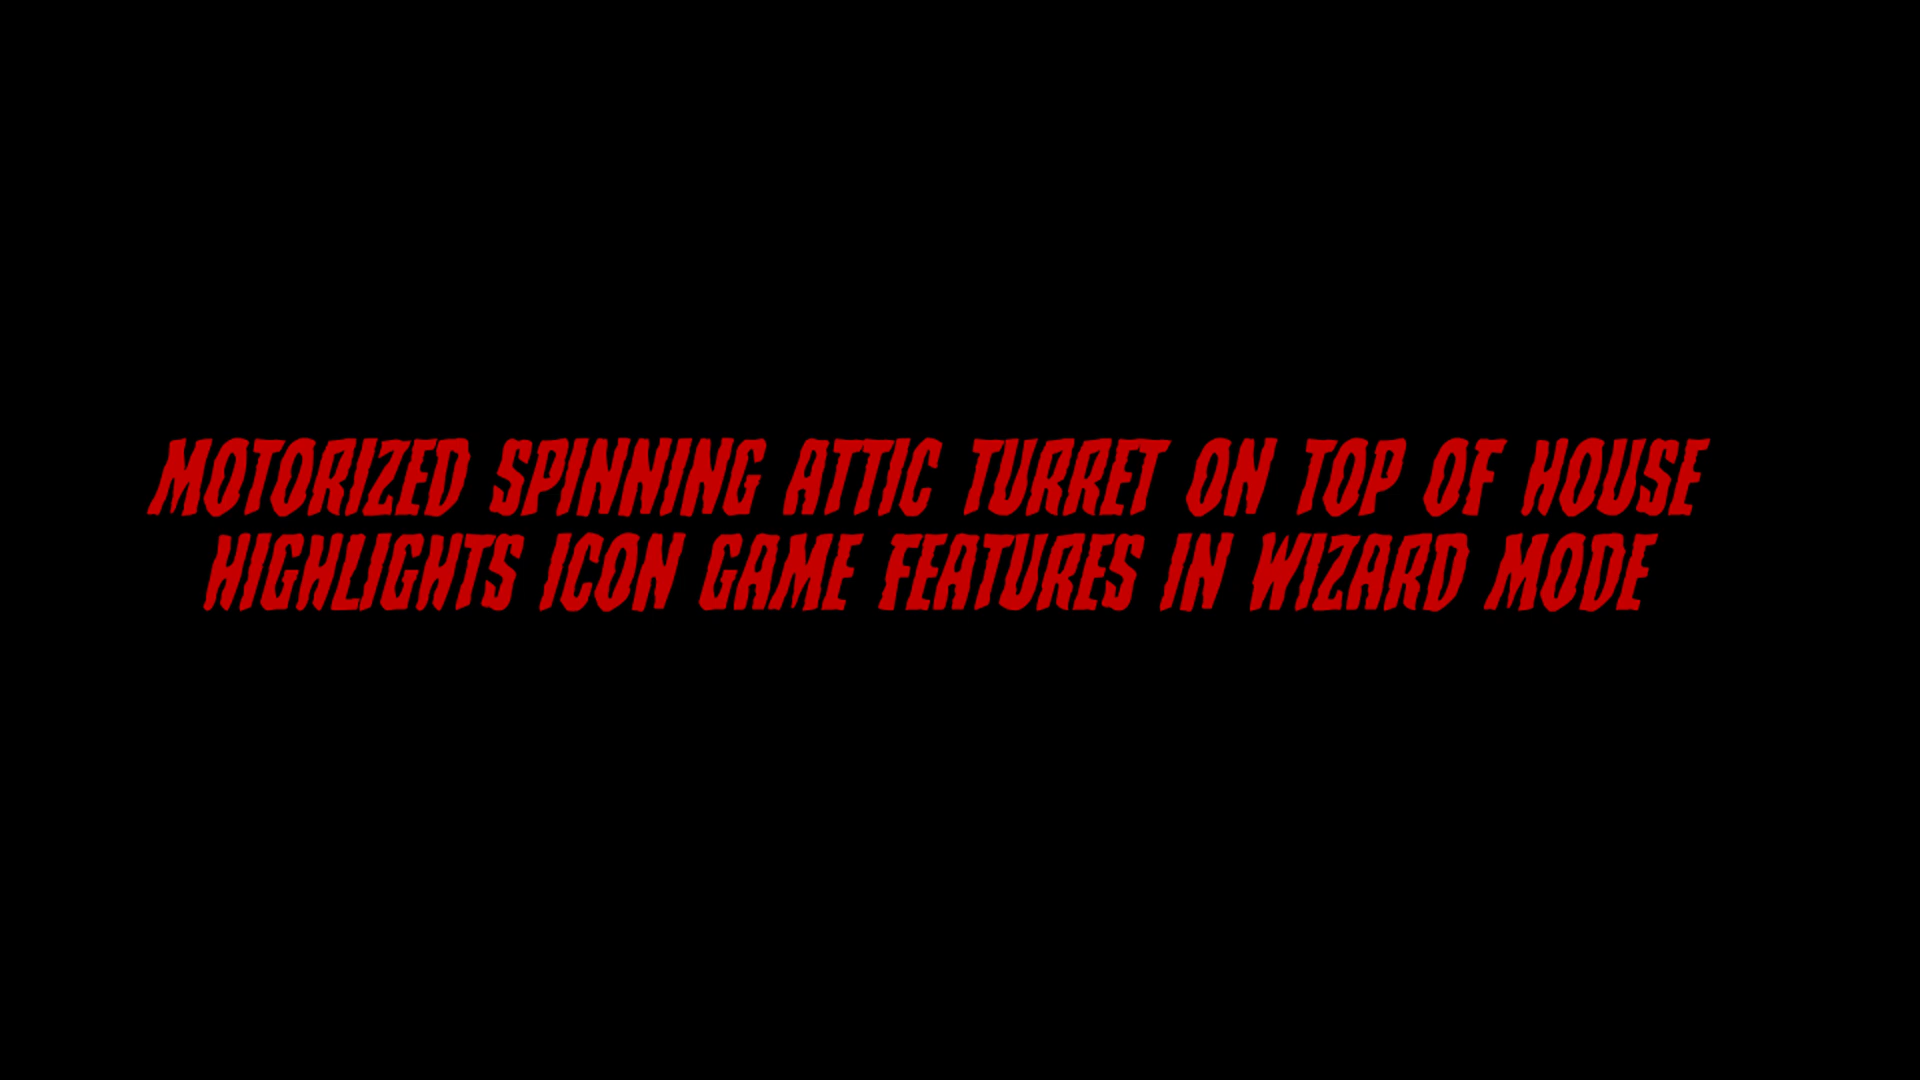 MOTORIZED SPINNING ATTIC TURRET ON TOP OF HOUSE
HIGHLIGHTS ICON GAME FEATURES IN WIZARD MODE